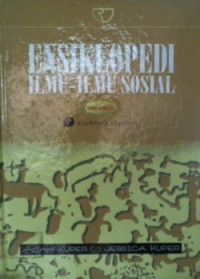 ENSIKLOPEDI
ILMU-ILMU SOSIAL
ADAM KUPER & JESSICA KUPER